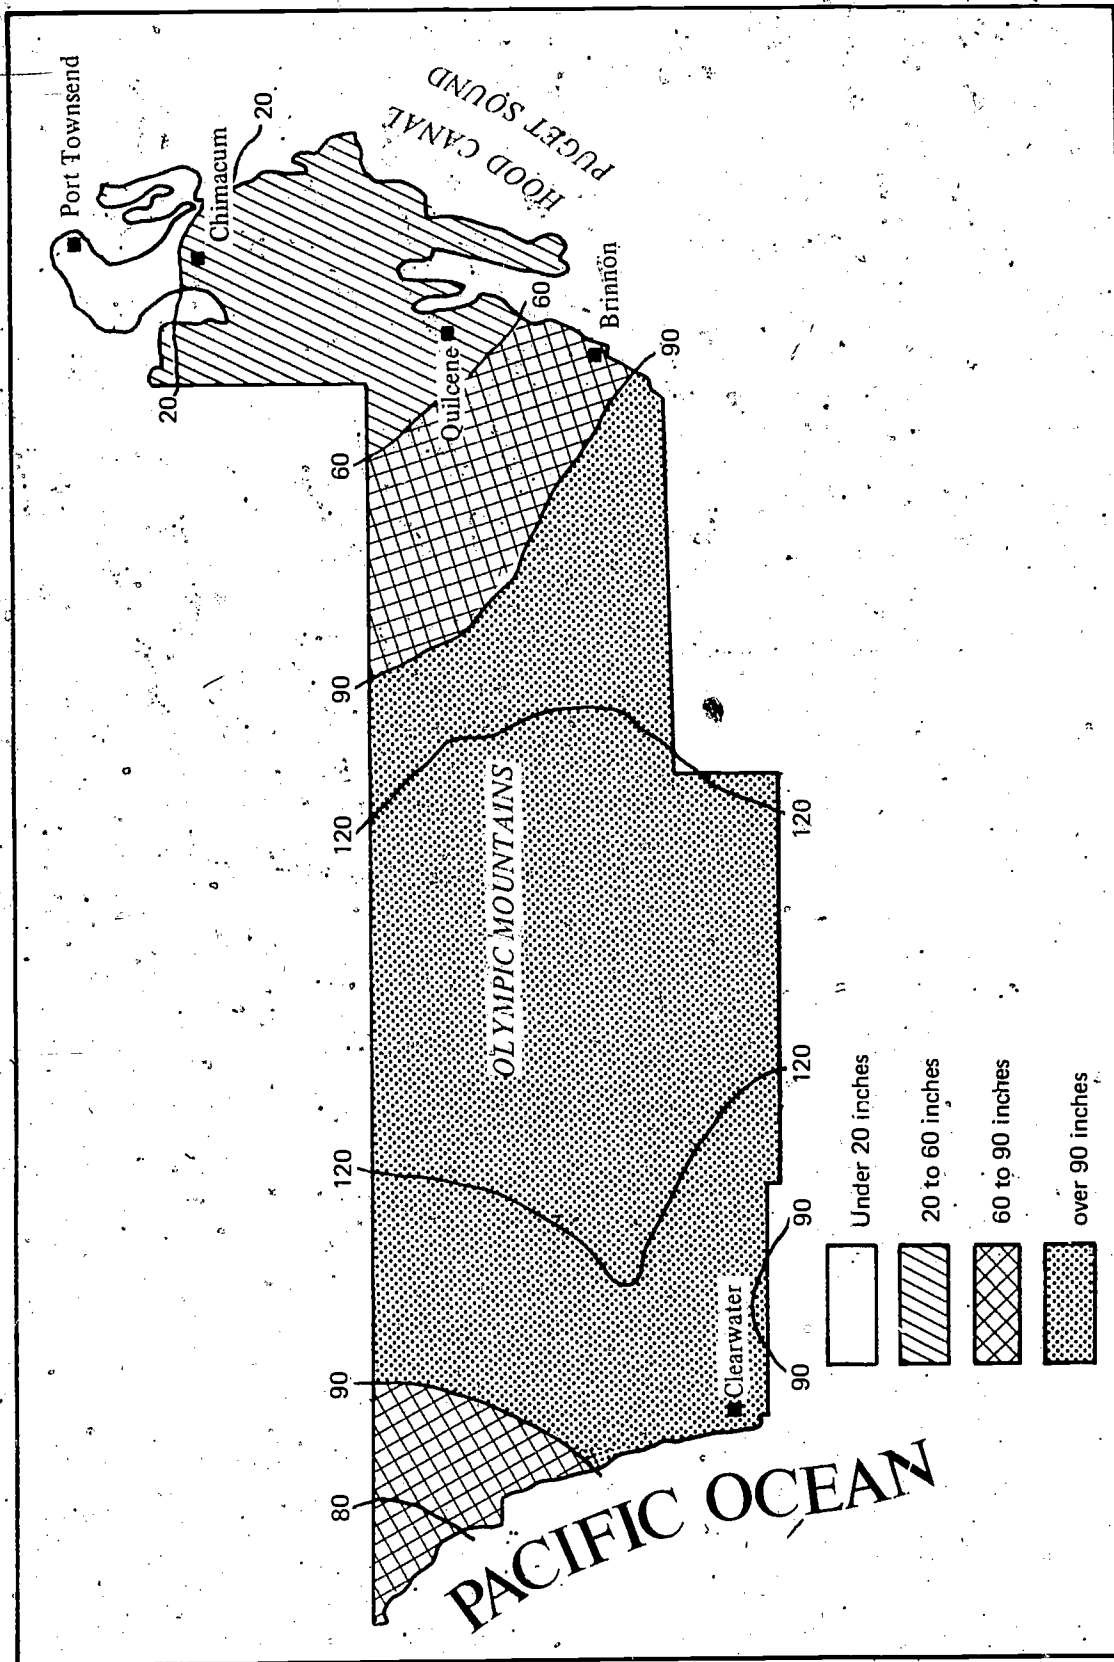 Port Townsend
20
Chimacum
20
HOOD CANAL
PUGET SOUND
Quilcene
60
60
Brinnon
90
90
120
120
OLYMPIC MOUNTAINS
120
120
90
90
90
80
Clearwater
PACIFIC OCEAN
Under 20 inches
20 to 60 inches
60 to 90 inches
over 90 inches